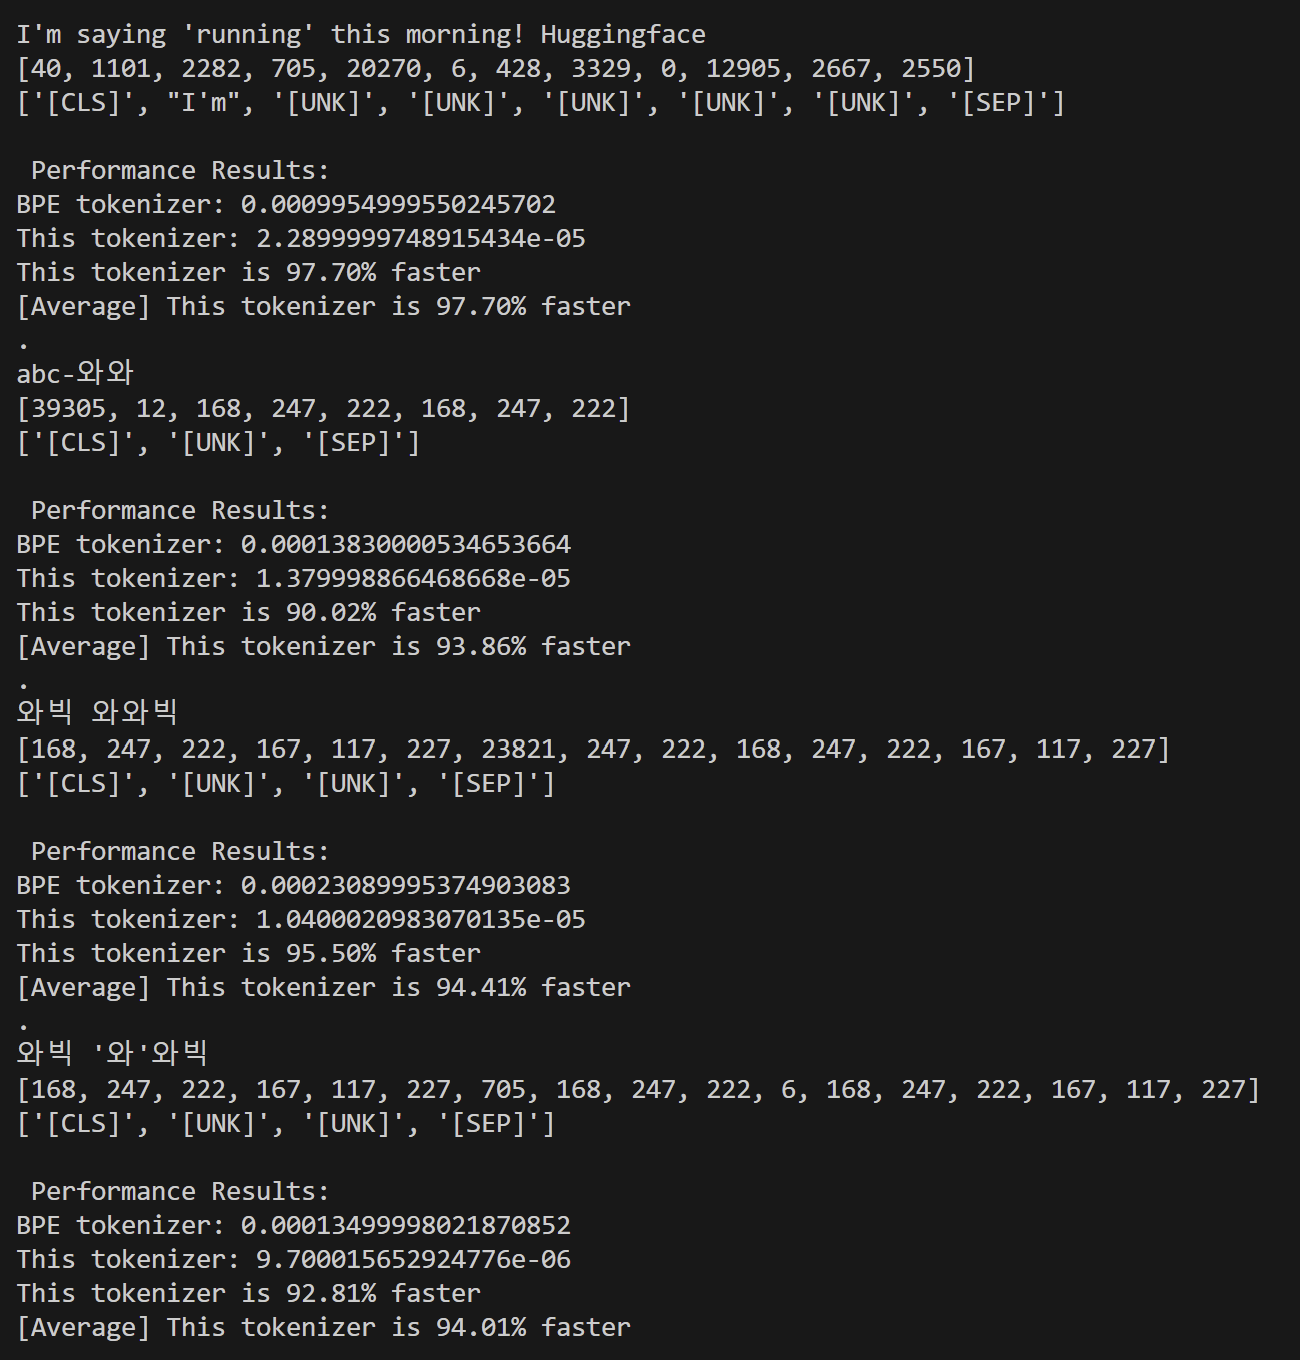 I'm saying 'running' this morning! Huggingface
[40, 1101, 2282, 705, 20270, 6, 428, 3329, 0, 12905, 2667, 2550]
['[CLS]', "I'm", '[UNK]', '[UNK]', '[UNK]', '[UNK]', '[UNK]', '[SEP]']
Performance Results:
BPE tokenizer: 0.0009954999550245702
This tokenizer: 2.2899999748915434e-05
This tokenizer is 97.70% faster
[Average] This tokenizer is 97.70% faster
.
abc-와와
[39305, 12, 168, 247, 222, 168, 247, 222]
['[CLS]', '[UNK]', '[SEP]']
Performance Results:
BPE tokenizer: 0.00013830000534653664
This tokenizer: 1.379998866468668e-05
This tokenizer is 90.02% faster
[Average] This tokenizer is 93.86% faster
.
와빅 와와빅
[168, 247, 222, 167, 117, 227, 23821, 247, 222, 168, 247, 222, 167, 117, 227]
['[CLS]', '[UNK]', '[UNK]', '[SEP]']
Performance Results:
BPE tokenizer: 0.00023089995374903083
This tokenizer: 1.0400020983070135e-05
This tokenizer is 95.50% faster
[Average] This tokenizer is 94.41% faster
.
와빅 '와'와빅
[168, 247, 222, 167, 117, 227, 705, 168, 247, 222, 6, 168, 247, 222, 167, 117, 227]
['[CLS]', '[UNK]', '[UNK]', '[SEP]']
Performance Results:
BPE tokenizer: 0.00013499998021870852
This tokenizer: 9.700015652924776e-06
This tokenizer is 92.81% faster
[Average] This tokenizer is 94.01% faster